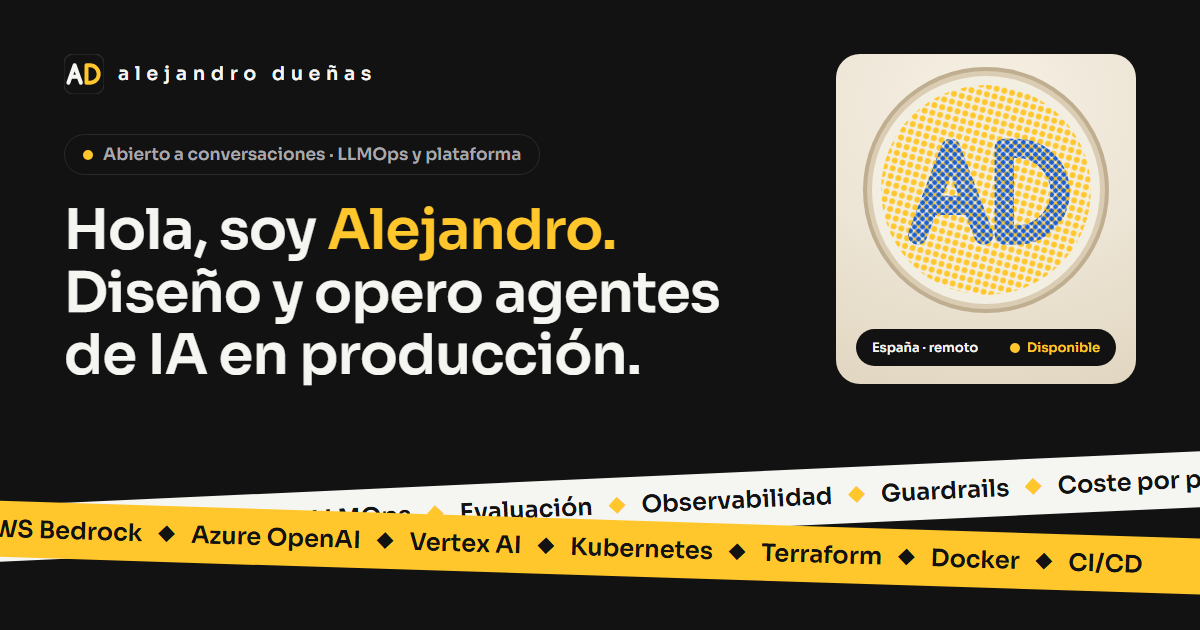 AD alejandro dueñas
Abierto a conversaciones · LLMOps y plataforma
Hola, soy Alejandro.
Diseño y opero agentes
de IA en producción.
AD
España · remoto
Disponible
Evaluación ◆ Observabilidad ◆ Guardrails ◆ Coste por p
WS Bedrock ◆ Azure OpenAI ◆ Vertex AI ◆ Kubernetes ◆ Terraform ◆ Docker ◆ CI/CD